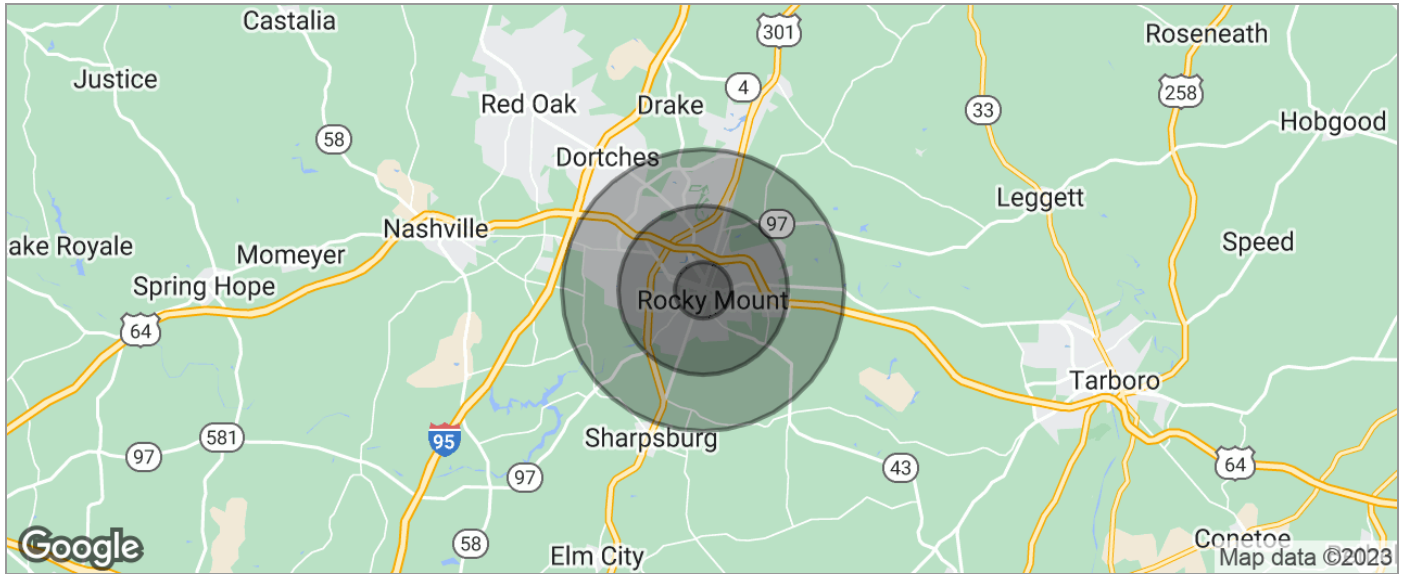 Castalia
301
Roseneath
Justice
4
258
Red Oak
Drake
33
Hobgood
58
Dortches
Leggett
97
Nashville
ake Royale
Momeyer
Speed
Spring Hope
Rocky Mount
64
Tarboro
581
95
Sharpsburg
97
43
64
97
58
Conetoe
Google
Elm City
Map data ©2023